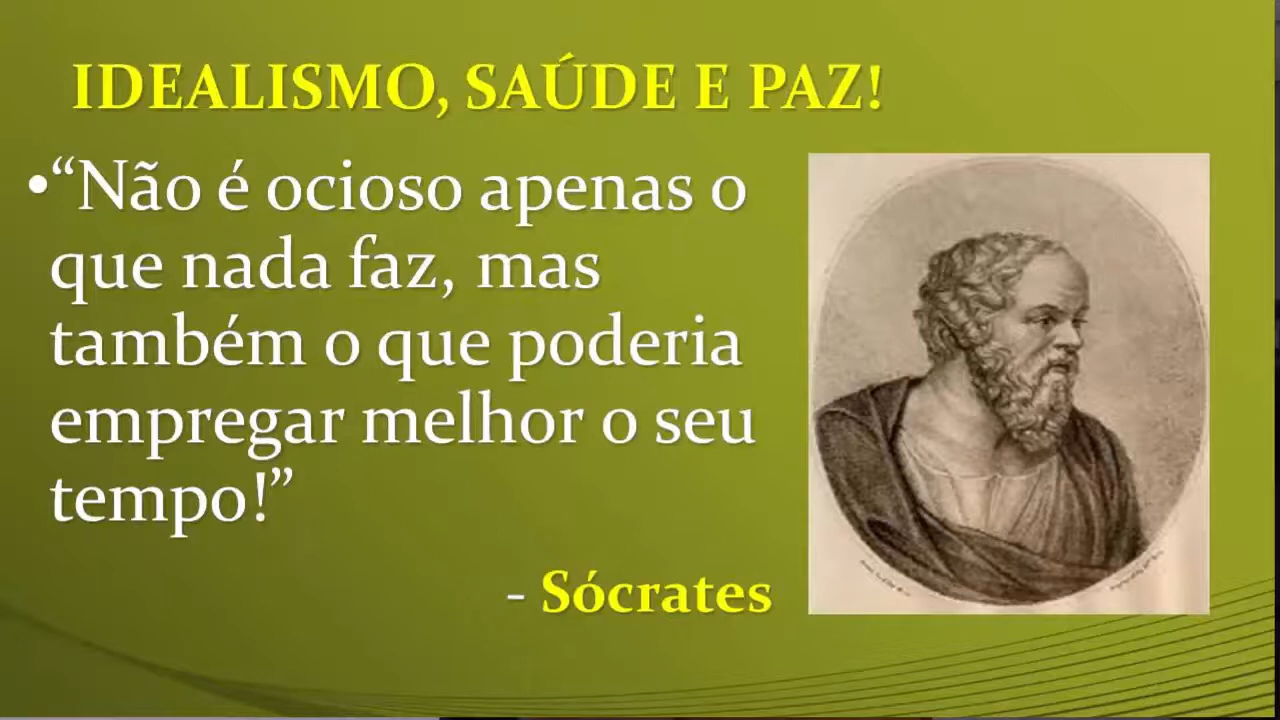 IDEALISMO, SAÚDE E PAZ!
•“Não é ocioso apenas o
que nada faz, mas
também o que poderia
empregar melhor o seu
tempo!”
- Sócrates